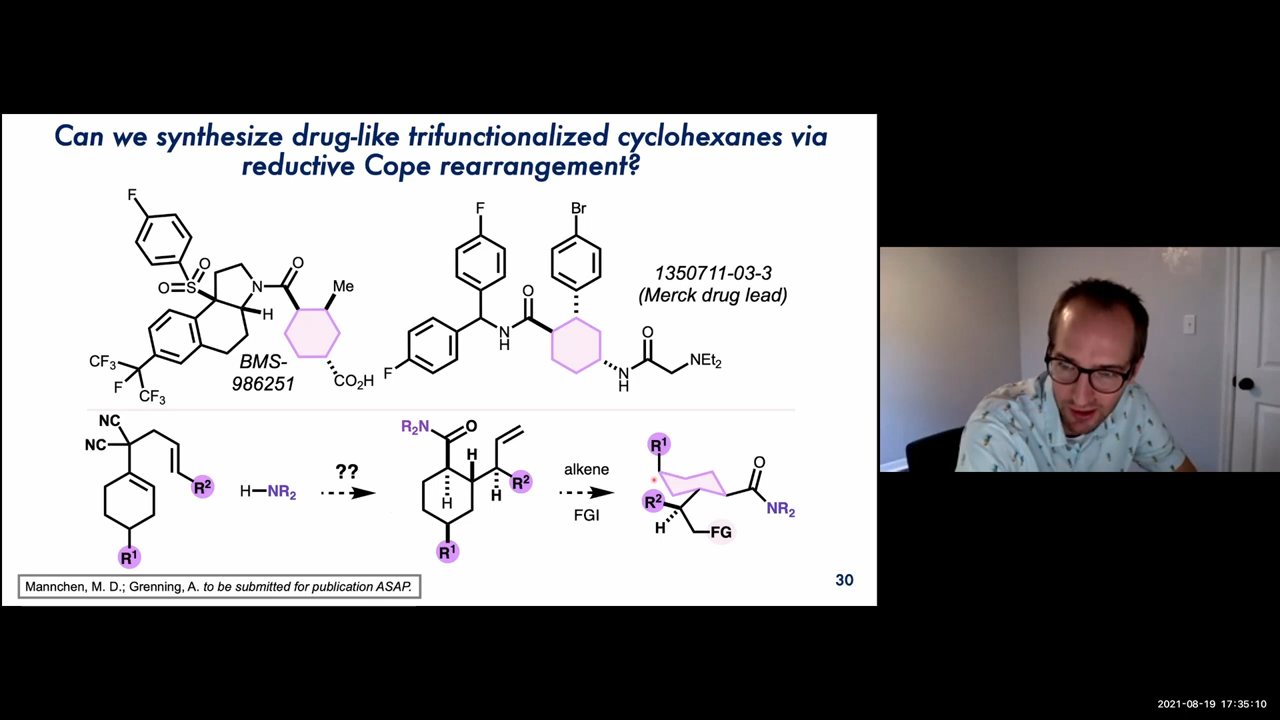 Can we synthesize drug-like trifunctionalized cyclohexanes via
reductive Cope rearrangement?
F
O
O
S
N
O
Me
H
CF3
F
CF3
BMS-
986251
CO2H
F
Br
O
N
H
F
O
N
H
NEt2
1350711-03-3
(Merck drug lead)
NC
NC
R2
R1
H—NR2
??
R2N
O
H
H
H
R2
R1
alkene
FGI
R1
O
R2
NR2
H
FG
Mannchen, M. D.; Grenning, A. to be submitted for publication ASAP.
30
2021-08-19 17:35:10